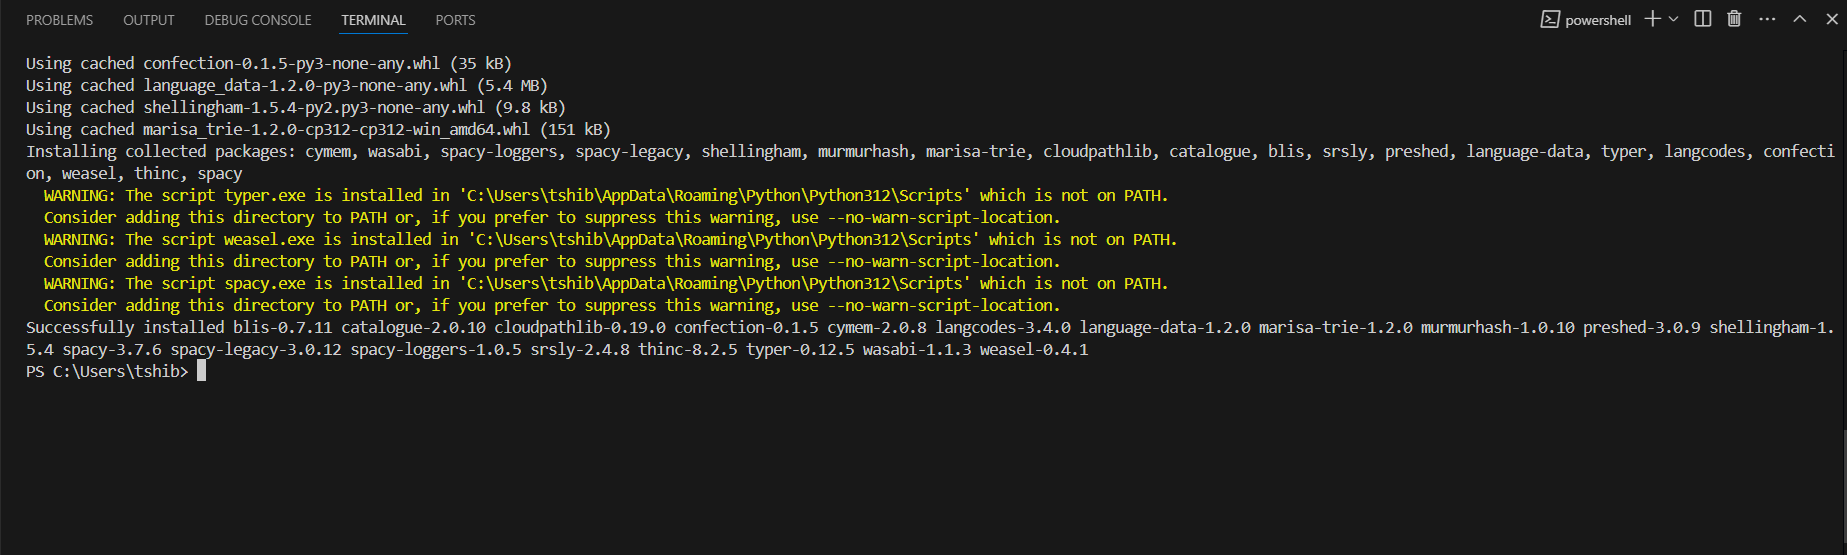 PROBLEMS OUTPUT DEBUG CONSOLE TERMINAL PORTS powershell
Using cached confection-0.1.5-py3-none-any.whl (35 kB)
Using cached language_data-1.2.0-py3-none-any.whl (5.4 MB)
Using cached shellingham-1.5.4-py2.py3-none-any.whl (9.8 kB)
Using cached marisa_trie-1.2.0-cp312-cp312-win_amd64.whl (151 kB)
Installing collected packages: cymem, wasabi, spacy-loggers, spacy-legacy, shellingham, murmurhash, marisa-trie, cloudpathlib, catalogue, blis, srsly, preshed, language-data, typer, langcodes, confecti
on, weasel, thinc, spacy
WARNING: The script typer.exe is installed in 'C:\Users\tshib\AppData\Roaming\Python\Python312\Scripts' which is not on PATH.
Consider adding this directory to PATH or, if you prefer to suppress this warning, use --no-warn-script-location.
WARNING: The script weasel.exe is installed in 'C:\Users\tshib\AppData\Roaming\Python\Python312\Scripts' which is not on PATH.
Consider adding this directory to PATH or, if you prefer to suppress this warning, use --no-warn-script-location.
WARNING: The script spacy.exe is installed in 'C:\Users\tshib\AppData\Roaming\Python\Python312\Scripts' which is not on PATH.
Consider adding this directory to PATH or, if you prefer to suppress this warning, use --no-warn-script-location.
Successfully installed blis-0.7.11 catalogue-2.0.10 cloudpathlib-0.19.0 confection-0.1.5 cymem-2.0.8 langcodes-3.4.0 language-data-1.2.0 marisa-trie-1.2.0 murmurhash-1.0.10 preshed-3.0.9 shellingham-1.
5.4 spacy-3.7.6 spacy-legacy-3.0.12 spacy-loggers-1.0.5 srsly-2.4.8 thinc-8.2.5 typer-0.12.5 wasabi-1.1.3 weasel-0.4.1
PS C:\Users\tshib>